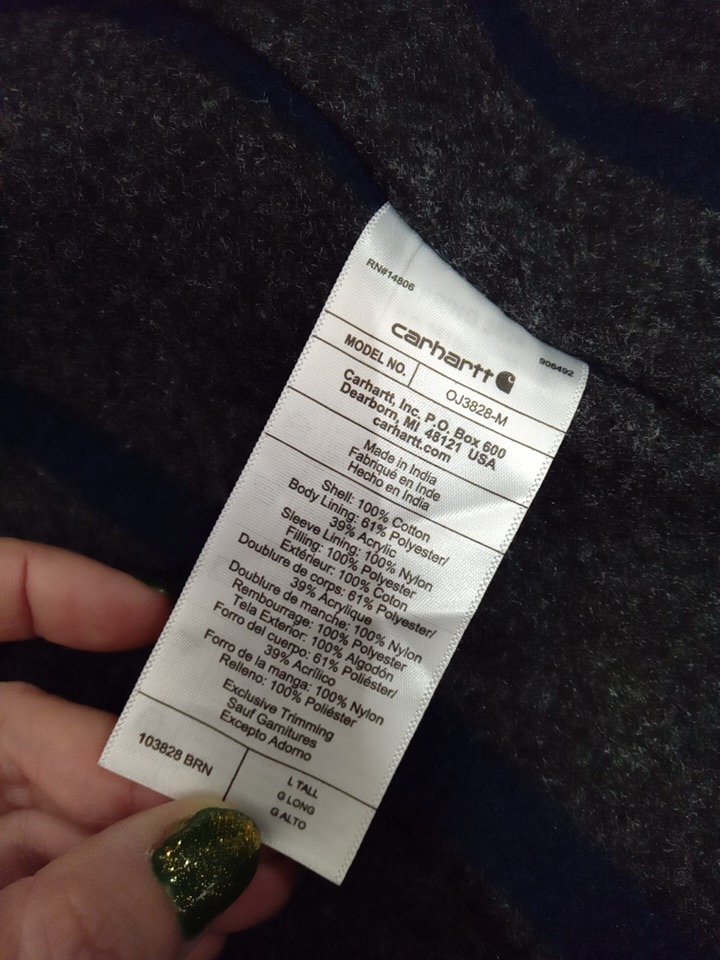 RN#14806
carhartt
906492
MODEL NO. OJ3828-M
Carhartt, Inc. P.O. Box 600
Dearborn, MI 48121 USA
carhartt.com
Made in India
Fabriqué en Inde
Hecho en India
Shell: 100% Cotton
Body Lining: 61% Polyester/
39% Acrylic
Sleeve Lining: 100% Nylon
Filling: 100% Polyester
Extérieur: 100% Coton
Doublure de corps: 61% Polyester/
39% Acrylique
Doublure de manche: 100% Nylon
Rembourrage: 100% Polyester
Tela Exterior: 100% Algodón
Forro del cuerpo: 61% Poliéster/
39% Acrílico
Forro de la manga: 100% Nylon
Relleno: 100% Poliéster
Exclusive Trimming
Sauf Garnitures
Excepto Adorno
103828 BRN
L TALL
G LONG
G ALTO